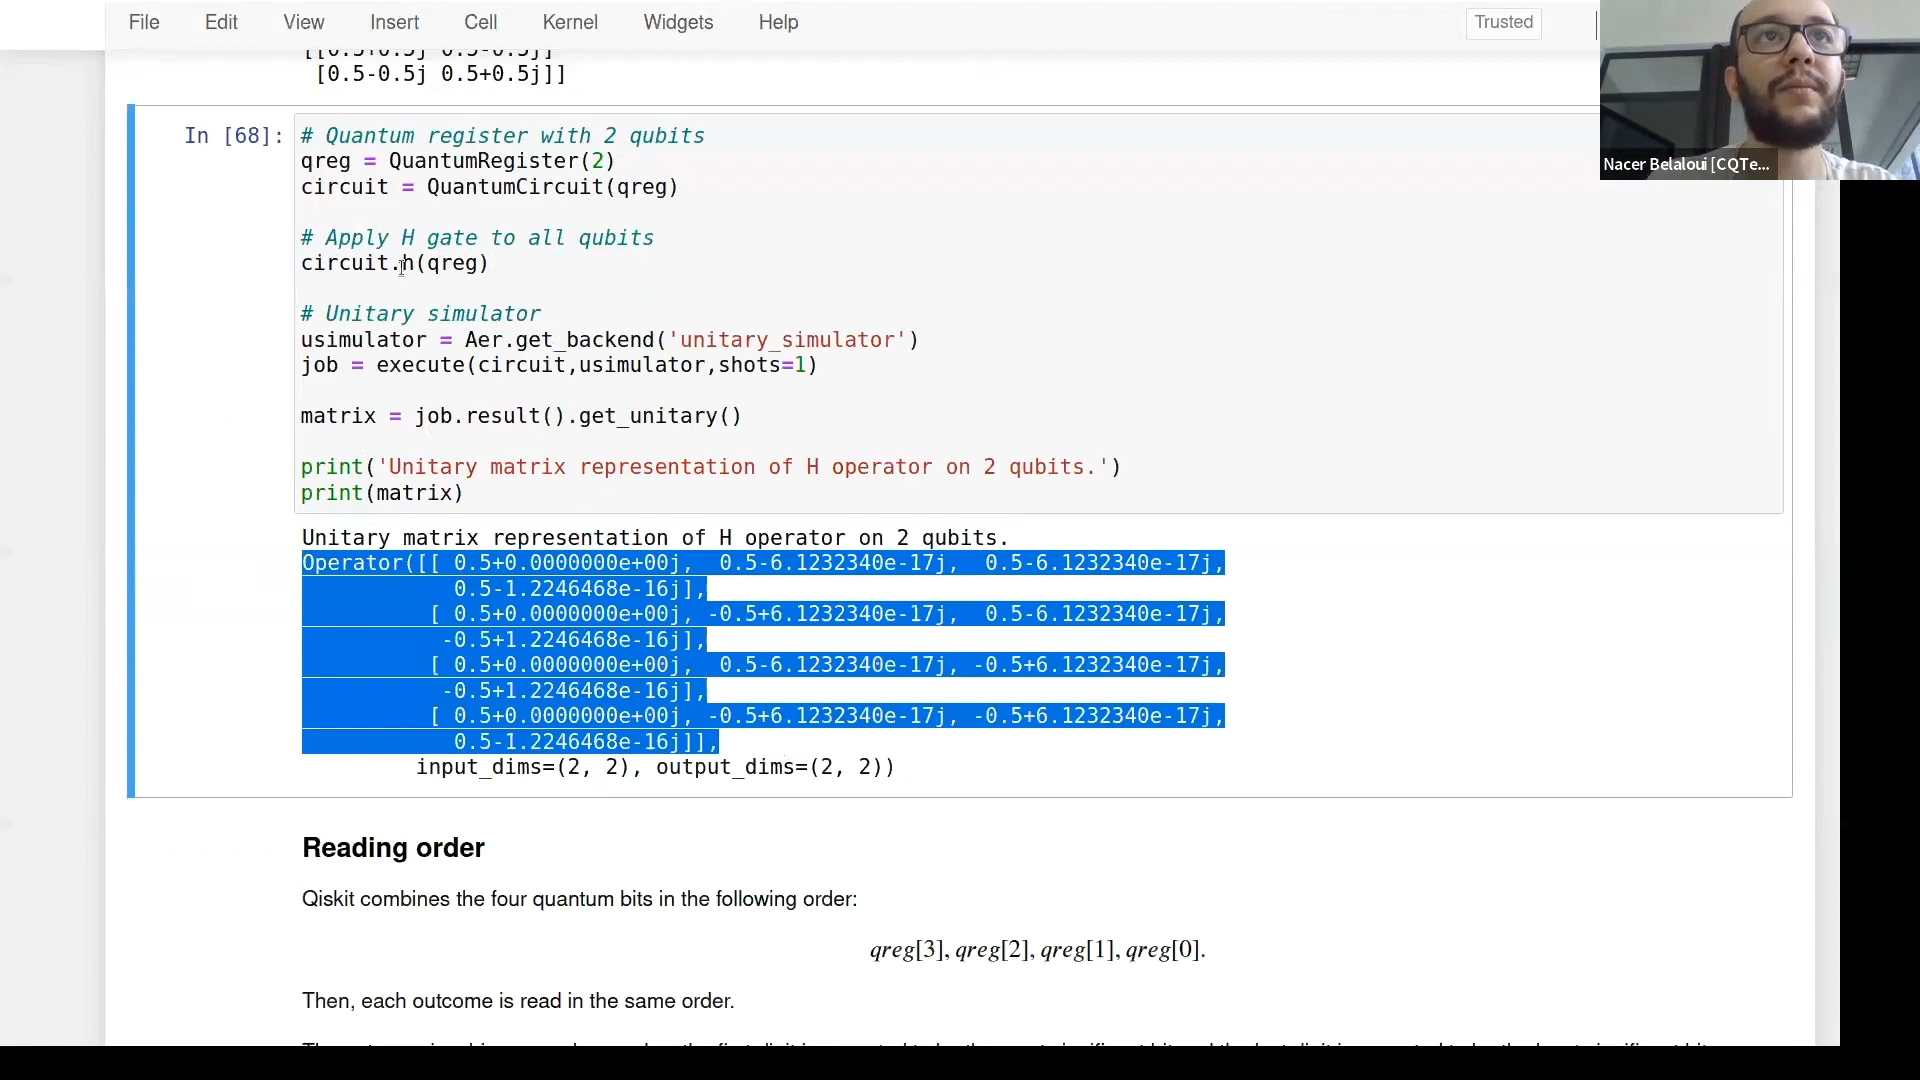 File Edit View Insert Cell Kernel Widgets Help Trusted
[[0.5+0.5j 0.5-0.5j]
[0.5-0.5j 0.5+0.5j]]
In [68]:
# Quantum register with 2 qubits
qreg = QuantumRegister(2)
circuit = QuantumCircuit(qreg)
# Apply H gate to all qubits
circuit.h(qreg)
# Unitary simulator
usimulator = Aer.get_backend('unitary_simulator')
job = execute(circuit,usimulator,shots=1)
matrix = job.result().get_unitary()
print('Unitary matrix representation of H operator on 2 qubits.')
print(matrix)
Unitary matrix representation of H operator on 2 qubits.
Operator([[ 0.5+0.0000000e+00j,  0.5-6.1232340e-17j,  0.5-6.1232340e-17j,
0.5-1.2246468e-16j],
[ 0.5+0.0000000e+00j, -0.5+6.1232340e-17j,  0.5-6.1232340e-17j,
-0.5+1.2246468e-16j],
[ 0.5+0.0000000e+00j,  0.5-6.1232340e-17j, -0.5+6.1232340e-17j,
-0.5+1.2246468e-16j],
[ 0.5+0.0000000e+00j, -0.5+6.1232340e-17j, -0.5+6.1232340e-17j,
0.5-1.2246468e-16j]],
input_dims=(2, 2), output_dims=(2, 2))
Reading order
Qiskit combines the four quantum bits in the following order:
qreg[3], qreg[2], qreg[1], qreg[0].
Then, each outcome is read in the same order.
Nacer Belaloui [CQTe...